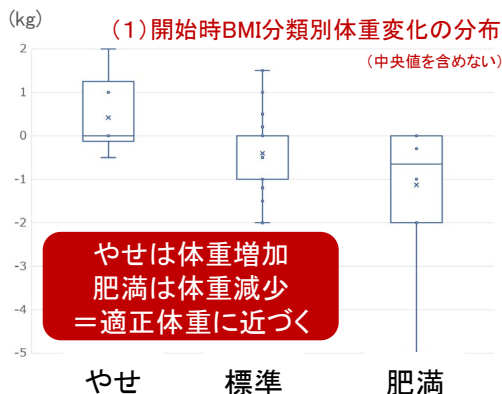 (kg)
(1)開始時BMI分類別体重変化の分布
(中央値を含めない)
2
1
0
-1
-2
-3
-4
-5
やせは体重増加
肥満は体重減少
=適正体重に近づく
やせ 標準 肥満